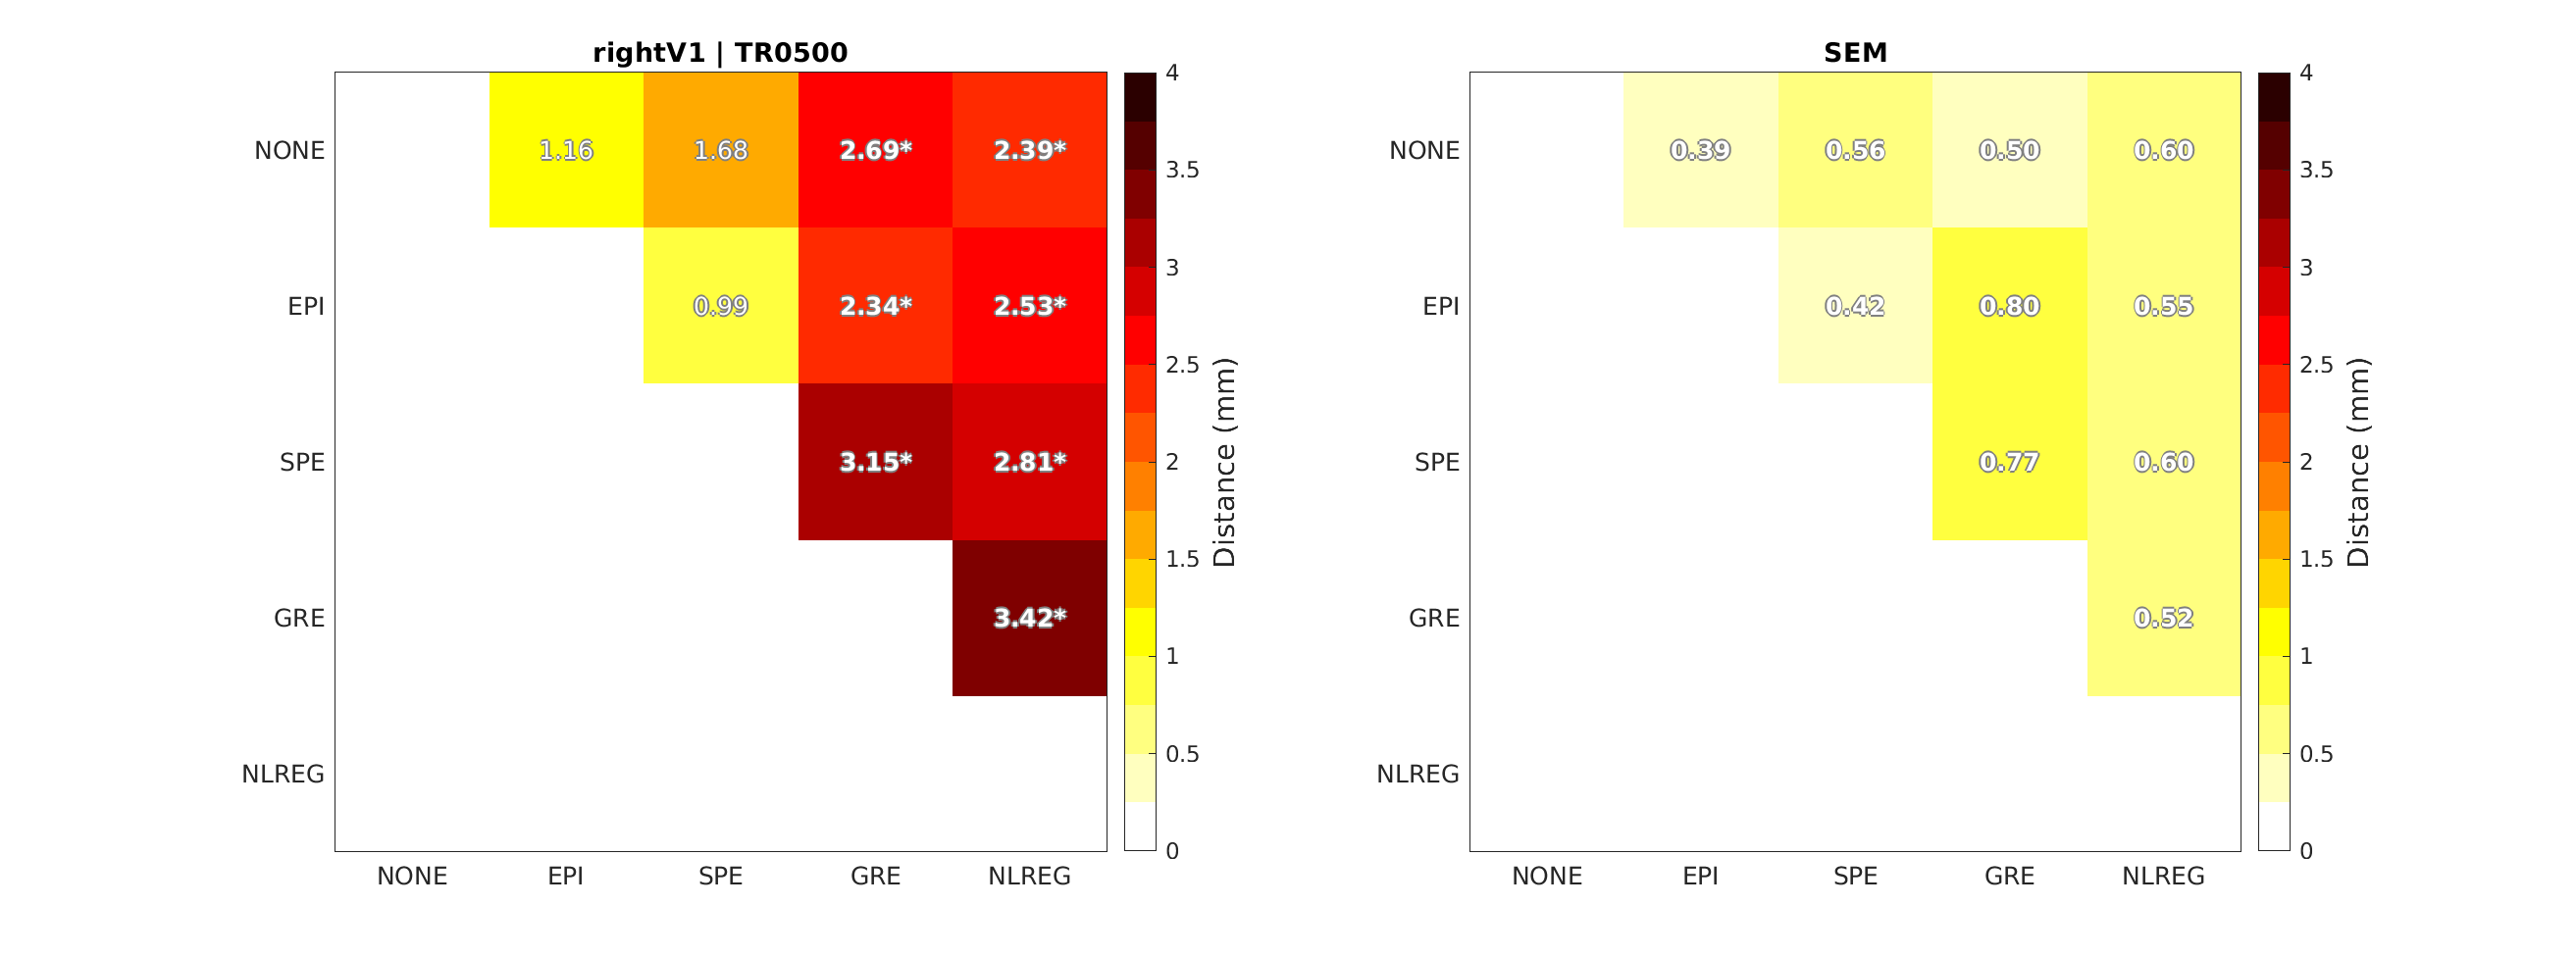 rightV1 | TR0500
NONE 1.16 1.68 2.69* 2.39*
EPI 0.99 2.34* 2.53*
SPE 3.15* 2.81*
GRE 3.42*
NLREG
NONE EPI SPE GRE NLREG
4
3.5
3
2.5
2
1.5
1
0.5
0
Distance (mm)
SEM
NONE 0.39 0.56 0.50 0.60
EPI 0.42 0.80 0.55
SPE 0.77 0.60
GRE 0.52
NLREG
NONE EPI SPE GRE NLREG
4
3.5
3
2.5
2
1.5
1
0.5
0
Distance (mm)